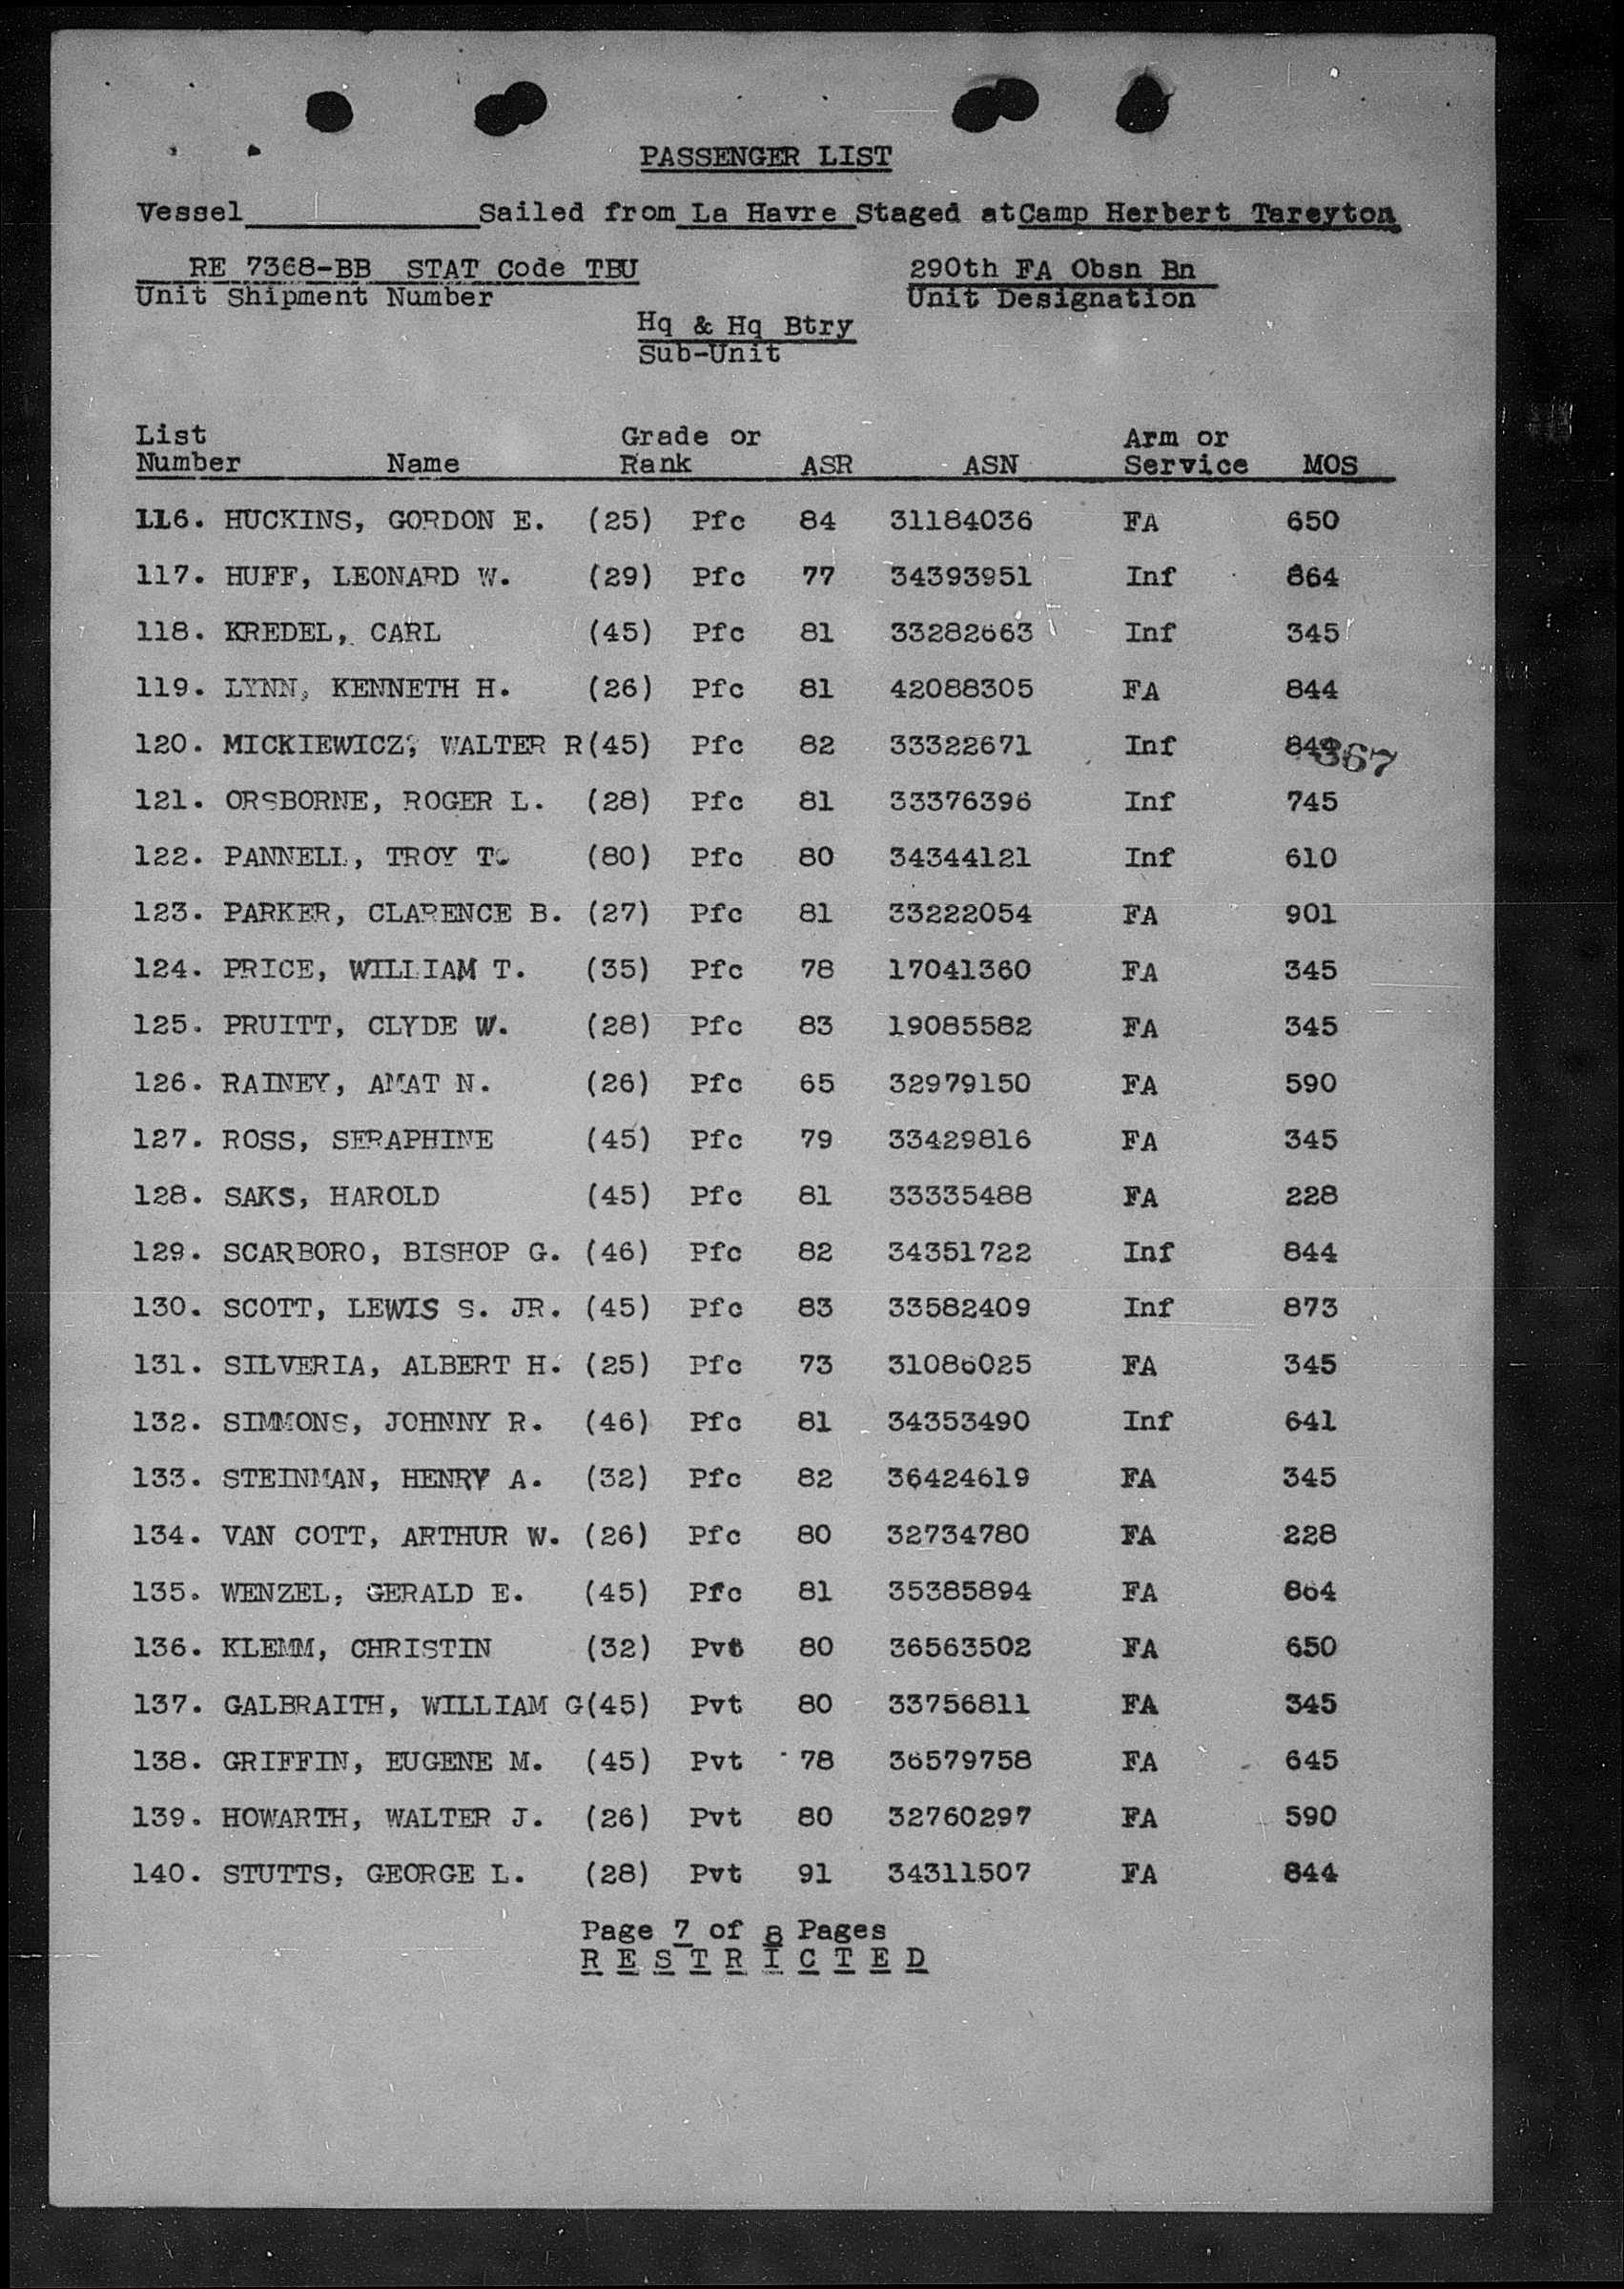 PASSENGER LIST
Vessel Sailed from La Havre Staged at Camp Herbert Tareyton
RE 7368-BB STAT Code TBU 290th FA Obsn Bn
Unit Shipment Number Unit Designation
Hq & Hq Btry
Sub-Unit
List Grade or Arm or
Number Name Rank ASR ASN Service MOS
116. HUCKINS, GORDON E. (25) Pfc 84 31184036 FA 650
117. HUFF, LEONARD W. (29) Pfc 77 34393951 Inf 864
118. KREDEL, CARL (45) Pfc 81 33282663 Inf 345
119. LYNN, KENNETH H. (26) Pfc 81 42088305 FA 844
120. MICKIEWICZ, WALTER R(45) Pfc 82 33322671 Inf 844 367
121. ORSBORNE, ROGER L. (28) Pfc 81 33376396 Inf 745
122. PANNELL, TROY T. (80) Pfc 80 34344121 Inf 610
123. PARKER, CLARENCE B. (27) Pfc 81 33222054 FA 901
124. PRICE, WILLIAM T. (35) Pfc 78 17041360 FA 345
125. PRUITT, CLYDE W. (28) Pfc 83 19085582 FA 345
126. RAINEY, AMAT N. (26) Pfc 65 32979150 FA 590
127. ROSS, SERAPHINE (45) Pfc 79 33429816 FA 345
128. SAKS, HAROLD (45) Pfc 81 33335488 FA 228
129. SCARBORO, BISHOP G. (46) Pfc 82 34351722 Inf 844
130. SCOTT, LEWIS S. JR. (45) Pfc 83 33582409 Inf 873
131. SILVERIA, ALBERT H. (25) Pfc 73 31086025 FA 345
132. SIMMONS, JOHNNY R. (46) Pfc 81 34353490 Inf 641
133. STEINMAN, HENRY A. (32) Pfc 82 36424619 FA 345
134. VAN COTT, ARTHUR W. (26) Pfc 80 32734780 FA 228
135. WENZEL, GERALD E. (45) Pfc 81 35385894 FA 864
136. KLEMM, CHRISTIN (32) Pvt 80 36563502 FA 650
137. GALBRAITH, WILLIAM G(45) Pvt 80 33756811 FA 345
138. GRIFFIN, EUGENE M. (45) Pvt 78 36579758 FA 645
139. HOWARTH, WALTER J. (26) Pvt 80 32760297 FA 590
140. STUTTS, GEORGE L. (28) Pvt 91 34311507 FA 844
Page 7 of 8 Pages
R E S T R I C T E D